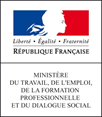 Liberté • Égalité • Fraternité
RÉPUBLIQUE FRANÇAISE
MINISTÈRE
DU TRAVAIL, DE L'EMPLOI,
DE LA FORMATION
PROFESSIONNELLE
ET DU DIALOGUE SOCIAL